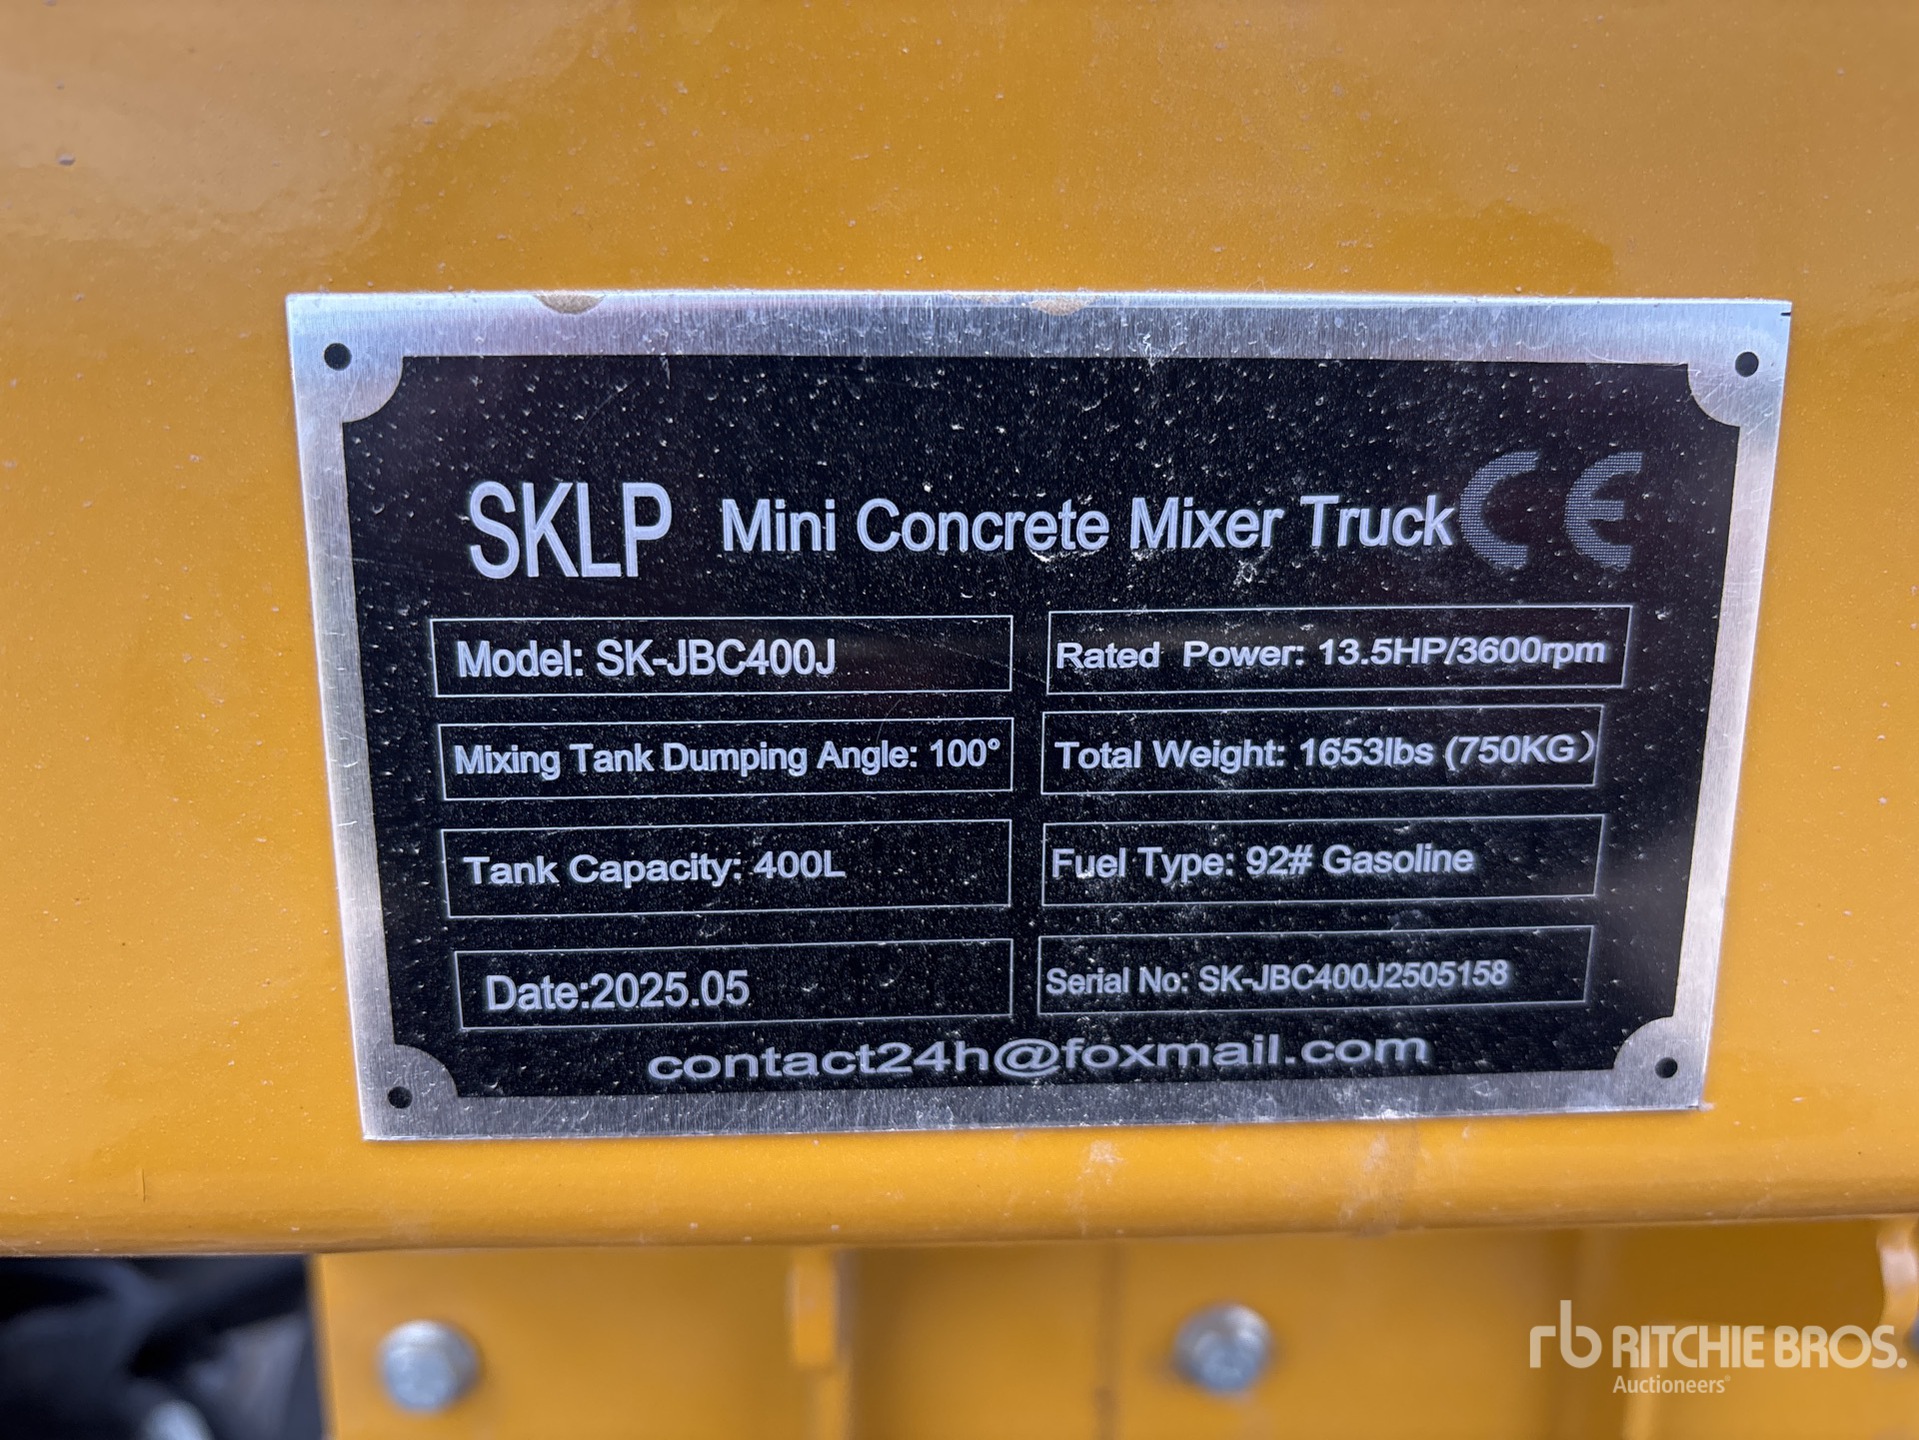 SKLP Mini Concrete Mixer Truck CE
Model: SK-JBC400J
Rated Power: 13.5HP/3600rpm
Mixing Tank Dumping Angle: 100°
Total Weight: 1653lbs (750KG）
Tank Capacity: 400L
Fuel Type: 92# Gasoline
Date:2025.05
Serial No: SK-JBC400J2505158
contact24h@foxmail.com
rb RITCHIE BROS.
Auctioneers